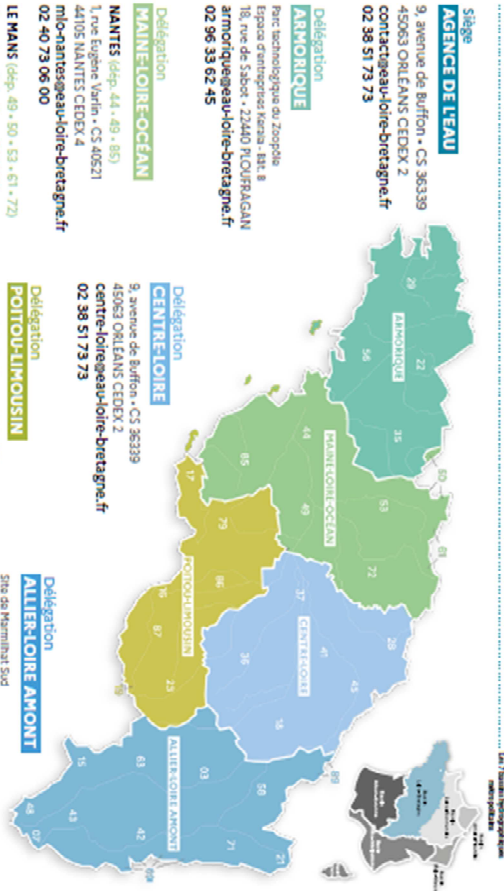 Siège
AGENCE DE L'EAU
9, avenue de Buffon • CS 36339
45063 ORLÉANS CEDEX 2
contact@eau-loire-bretagne.fr
02 38 51 73 73
Délégation
ARMORIQUE
Parc technologique du Zoopôle
Espace d'entreprises Keraia - Bât. B
18, rue de Sabot • 22440 PLOUFRAGAN
armorique@eau-loire-bretagne.fr
02 96 33 62 45
Délégation
MAINE-LOIRE-OCÉAN
NANTES (dép. 44 • 49 • 85)
1, rue Eugène Varlin • CS 40521
44105 NANTES CEDEX 4
mlo-nantes@eau-loire-bretagne.fr
02 40 73 06 00
LE MANS (dép. 49 • 50 • 53 • 61 • 72)
Délégation
CENTRE-LOIRE
9, avenue de Buffon • CS 36339
45063 ORLÉANS CEDEX 2
centre-loire@eau-loire-bretagne.fr
02 38 51 73 73
Délégation
POITOU-LIMOUSIN
Délégation
ALLIER-LOIRE AMONT
Site de Marmilhat Sud
29
22
ARMORIQUE
56
35
50
61
53
MAINE-LOIRE-OCÉAN
44
49
72
85
17
79
86
POITOU-LIMOUSIN
16
87
23
19
28
37
41
45
CENTRE-LOIRE
36
18
89
58
03
ALLIER-LOIRE AMONT
63
15
71
21
42
69
43
48
07